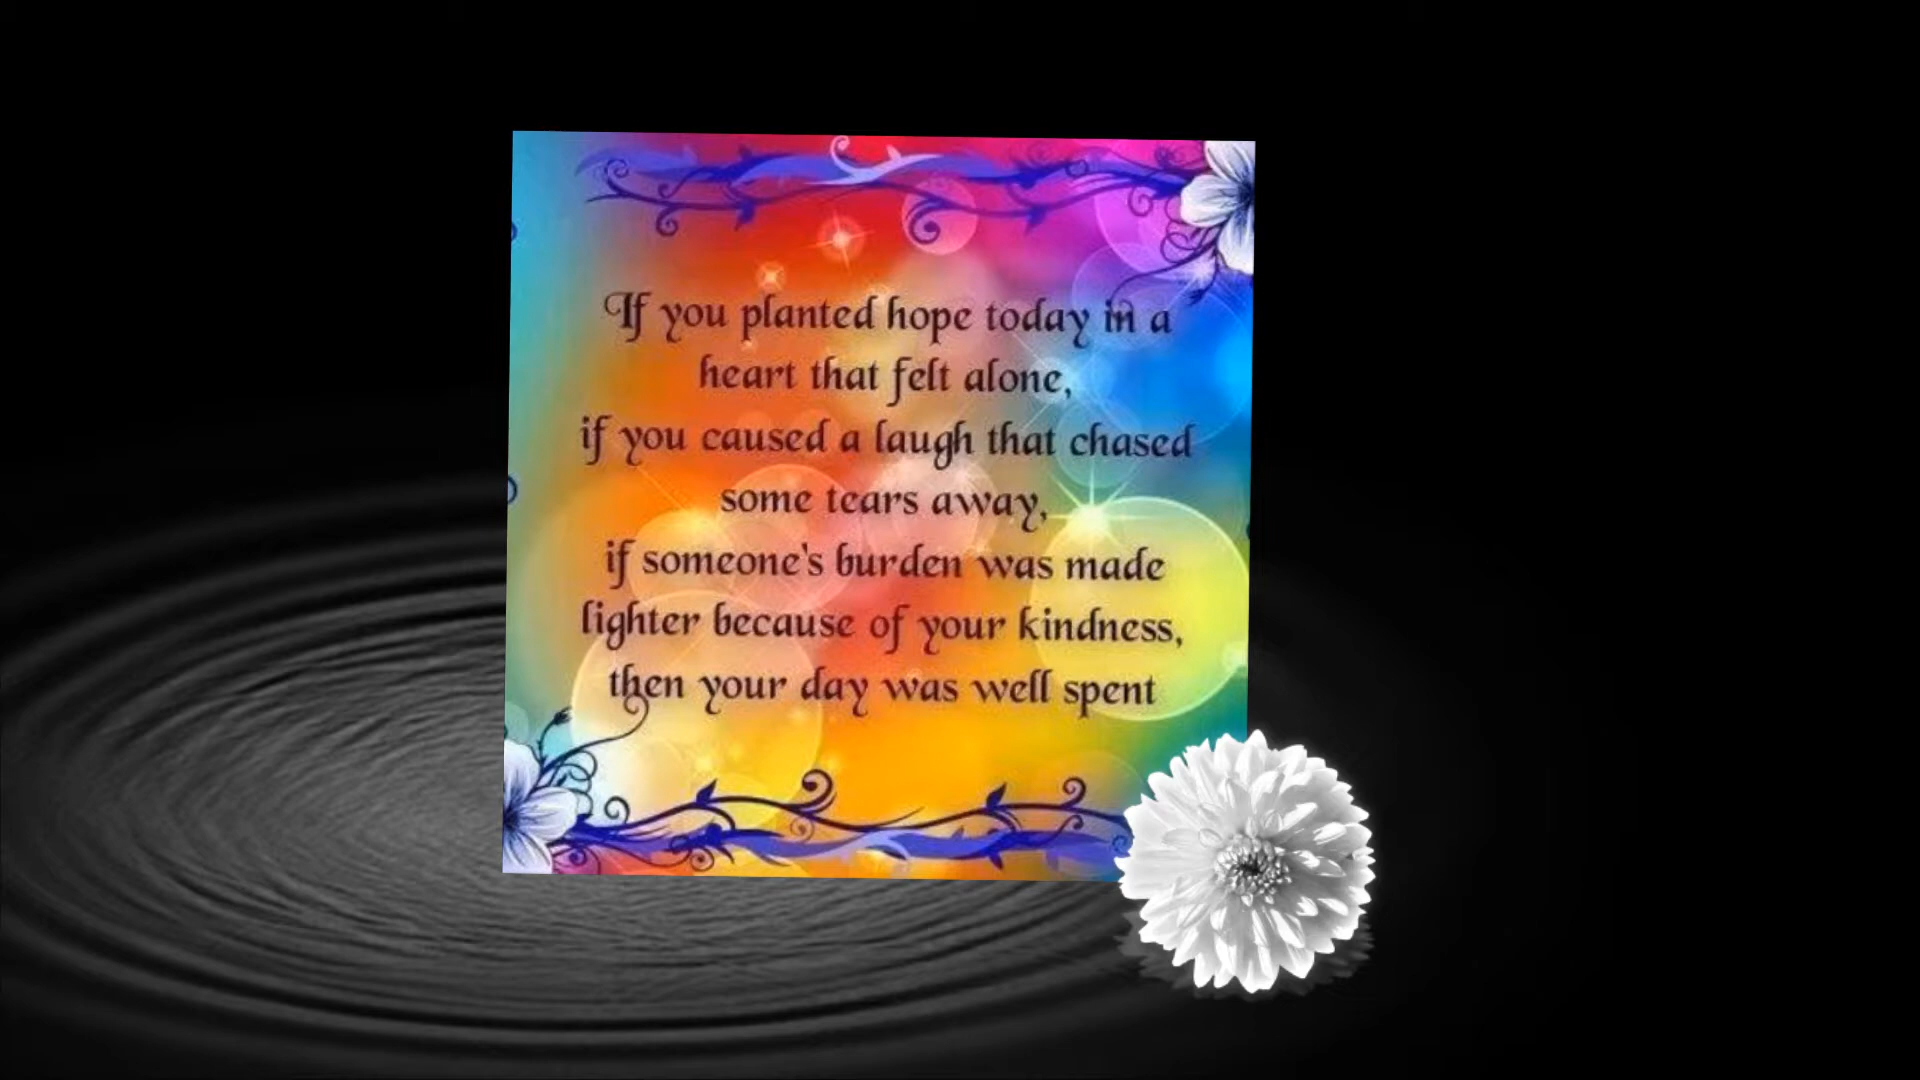 If you planted hope today in a
heart that felt alone,
if you caused a laugh that chased
some tears away,
if someone's burden was made
lighter because of your kindness,
then your day was well spent